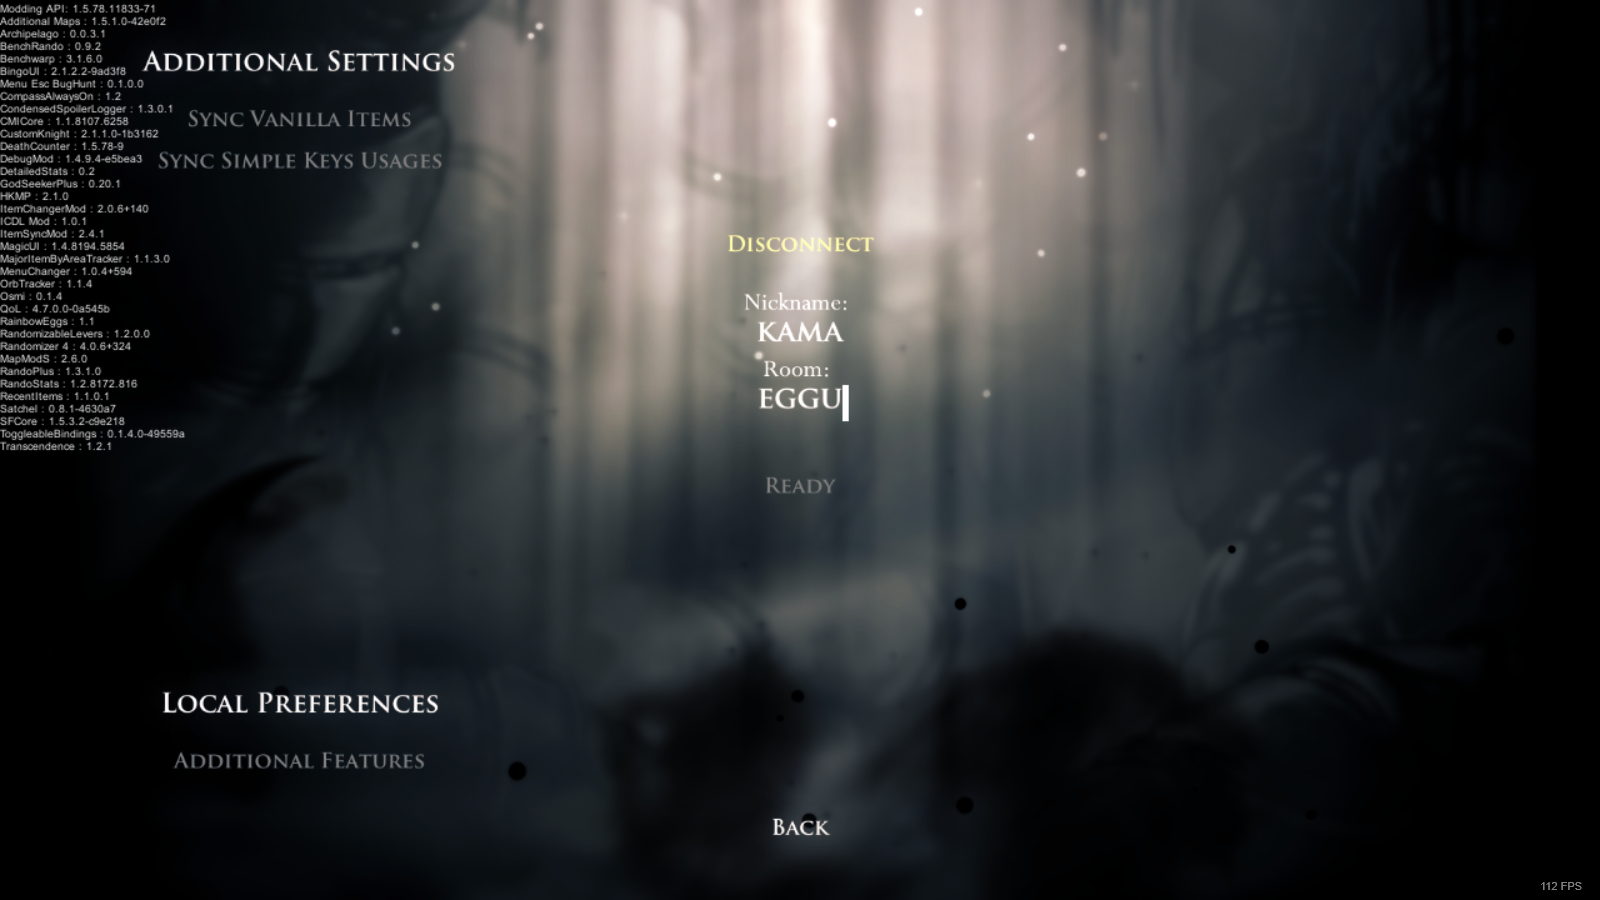 Modding API: 1.5.78.11833-71
Additional Maps : 1.5.1.0-42e0f2
Archipelago : 0.0.3.1
BenchRando : 0.9.2
Benchwarp : 3.1.6.0
BingoUI : 2.1.2.2-9ad3f8
Menu Esc BugHunt : 0.1.0.0
CompassAlwaysOn : 1.2
CondensedSpoilerLogger : 1.3.0.1
CMICore : 1.1.8107.6258
CustomKnight : 2.1.1.0-1b3162
DeathCounter : 1.5.78-9
DebugMod : 1.4.9.4-e5bea3
DetailedStats : 0.2
GodSeekerPlus : 0.20.1
HKMP : 2.1.0
ItemChangerMod : 2.0.6+140
ICDL Mod : 1.0.1
ItemSyncMod : 2.4.1
MagicUI : 1.4.8194.5854
MajorItemByAreaTracker : 1.1.3.0
MenuChanger : 1.0.4+594
OrbTracker : 1.1.4
Osmi : 0.1.4
QoL : 4.7.0.0-0a545b
RainbowEggs : 1.1
RandomizableLevers : 1.2.0.0
Randomizer 4 : 4.0.6+324
MapModS : 2.6.0
RandoPlus : 1.3.1.0
RandoStats : 1.2.8172.816
RecentItems : 1.1.0.1
Satchel : 0.8.1-4630a7
SFCore : 1.5.3.2-c9e218
ToggleableBindings : 0.1.4.0-49559a
Transcendence : 1.2.1
Additional Settings
Sync Vanilla Items
Sync Simple Keys Usages
Disconnect
Nickname:
KAMA
Room:
EGGU
Ready
Local Preferences
Additional Features
Back
112 FPS